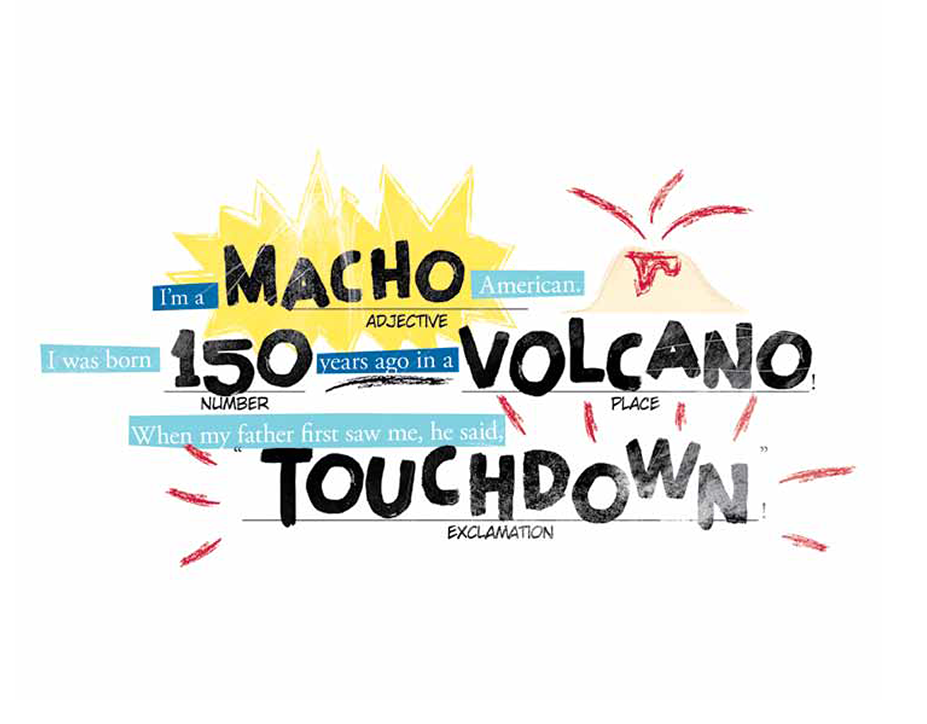 I'm a MACHO American.
ADJECTIVE
I was born 150 years ago in a VOLCANO!
NUMBER PLACE
When my father first saw me, he said,
"TOUCHDOWN!"
EXCLAMATION